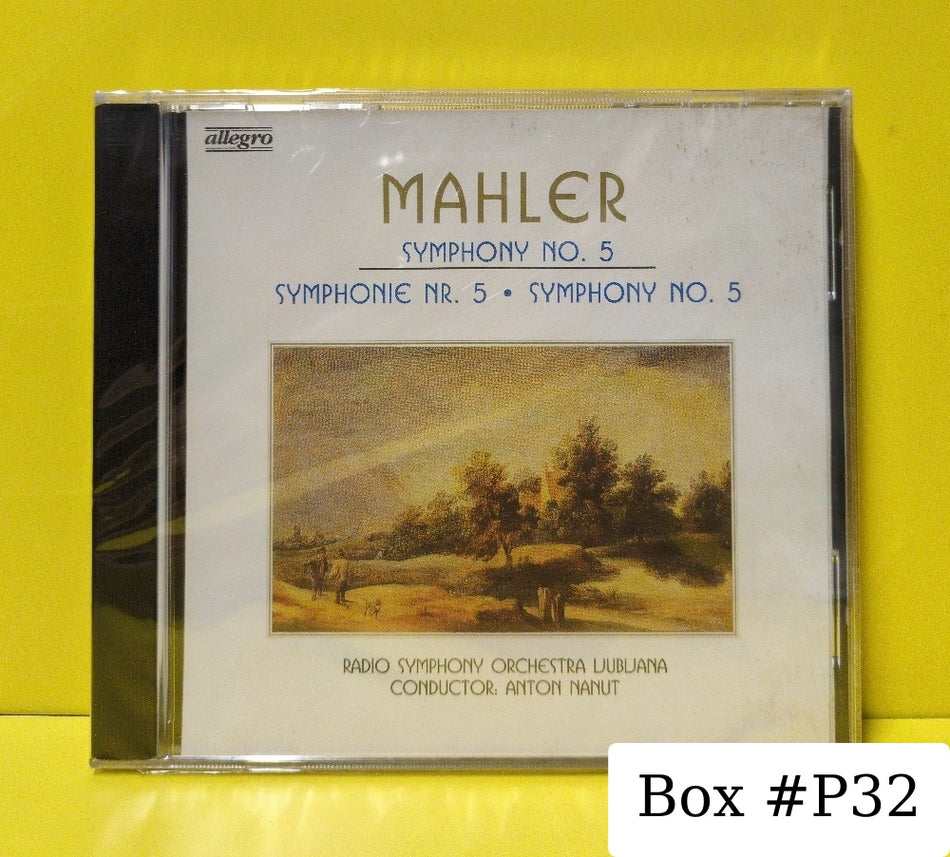 allegro
MAHLER
SYMPHONY NO. 5
SYMPHONIE NR. 5 • SYMPHONY NO. 5
RADIO SYMPHONY ORCHESTRA LJUBLJANA
CONDUCTOR: ANTON NANUT
Box #P32